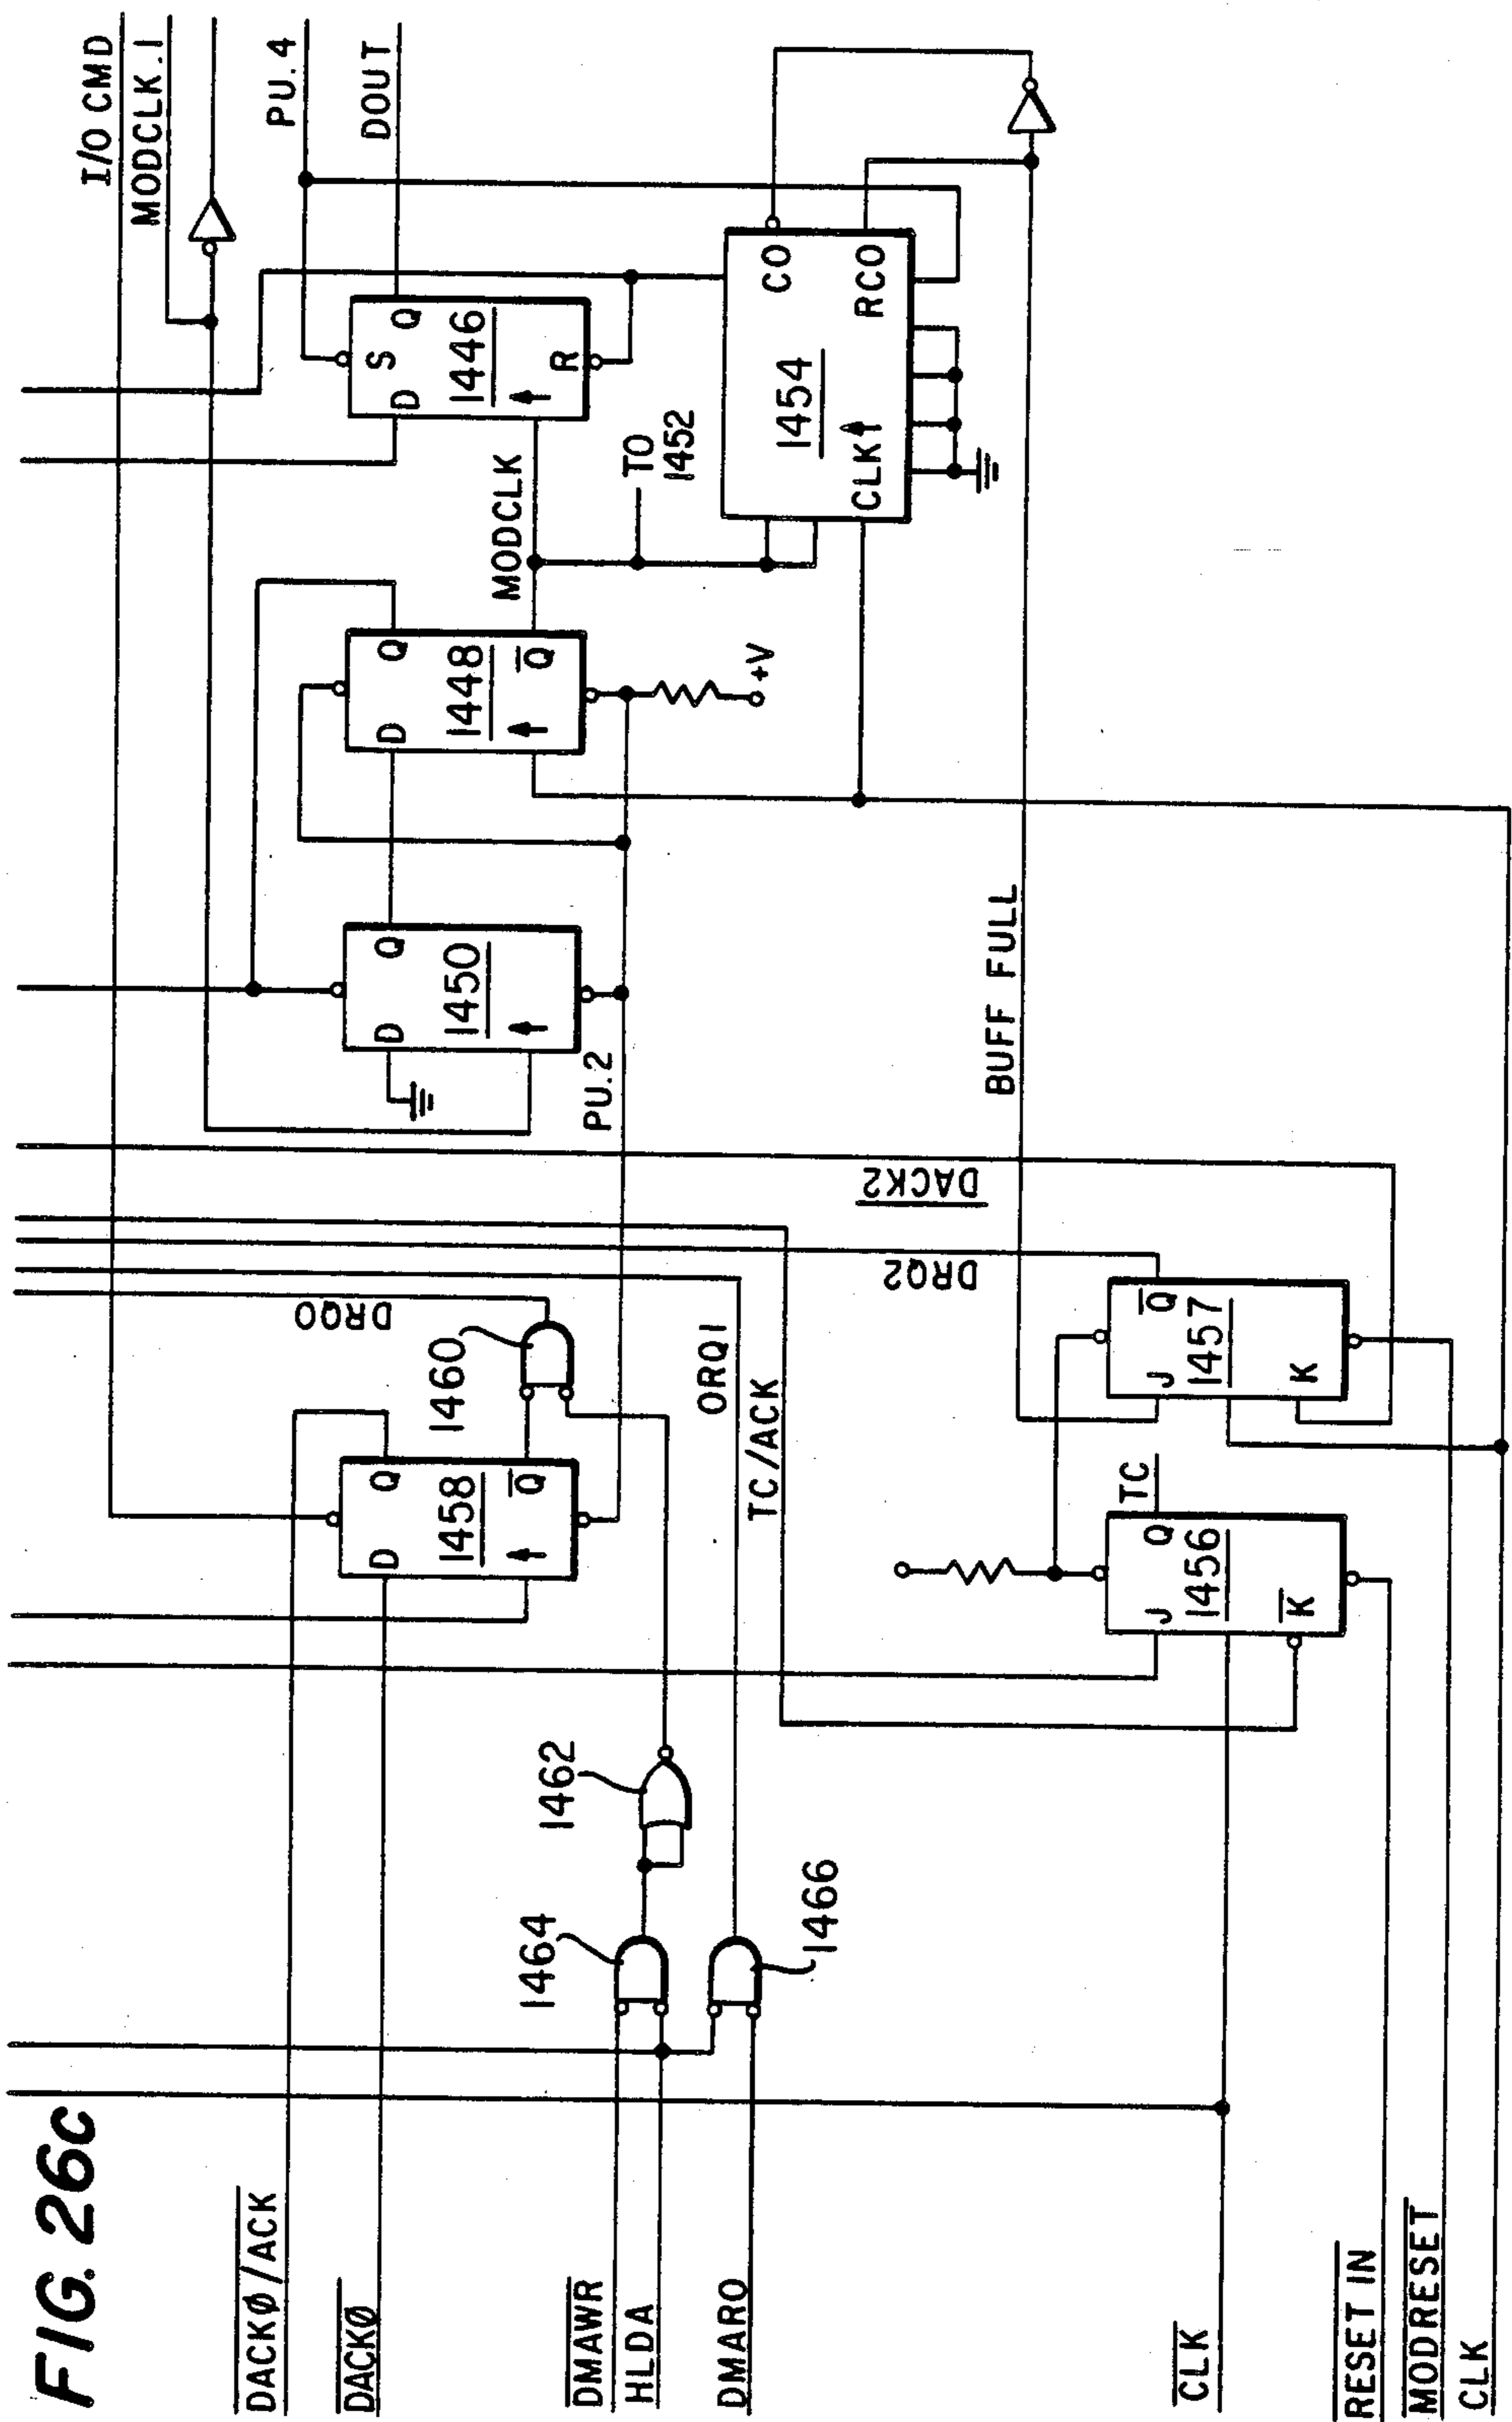 FIG. 26c
DACKØ/ACK
DACKØ
DMAWR
HLDA
DMARO
CLK
RESET IN
MODRESET
CLK
1464
1466
1462
D
Q
1458
Q
1460
DRQ0
ORQ1
TC/ACK
J
Q
1456
K
TC
J
Q
1457
K
DRQ2
DACK2
BUFF FULL
PU.2
D
Q
1450
D
Q
1448
Q
+V
MODCLK
TO
1452
D
S
Q
1446
R
CO
1454
CLK
RCO
I/O CMD
MODCLK.1
PU.4
DOUT